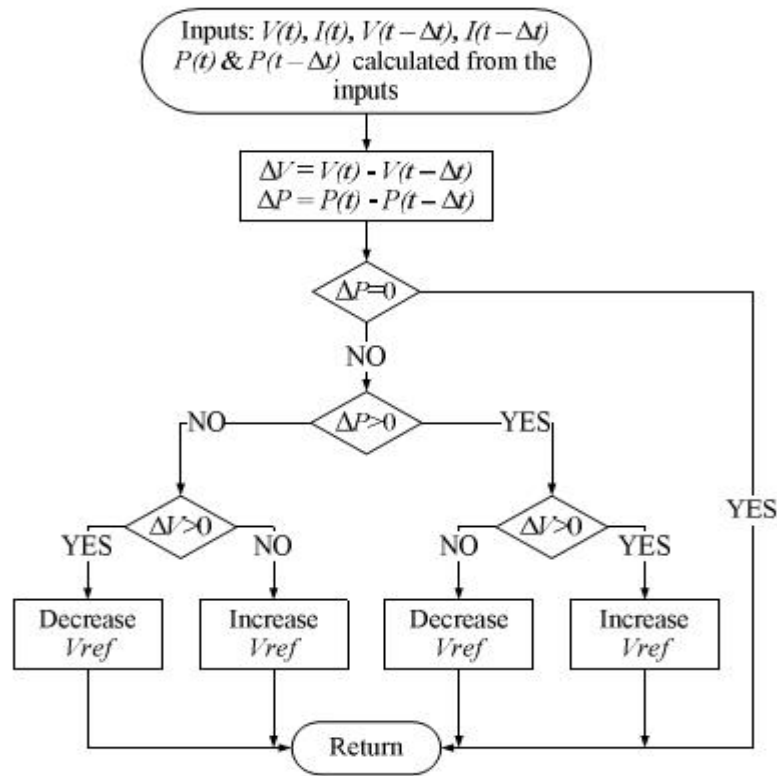 Inputs: V(t), I(t), V(t – Δt), I(t – Δt)
P(t) & P(t – Δt) calculated from the
inputs
ΔV = V(t) - V(t – Δt)
ΔP = P(t) - P(t – Δt)
ΔP=0
NO
NO
ΔP>0
YES
YES
ΔV>0
ΔV>0
YES
NO
NO
YES
Decrease
Vref
Increase
Vref
Decrease
Vref
Increase
Vref
Return